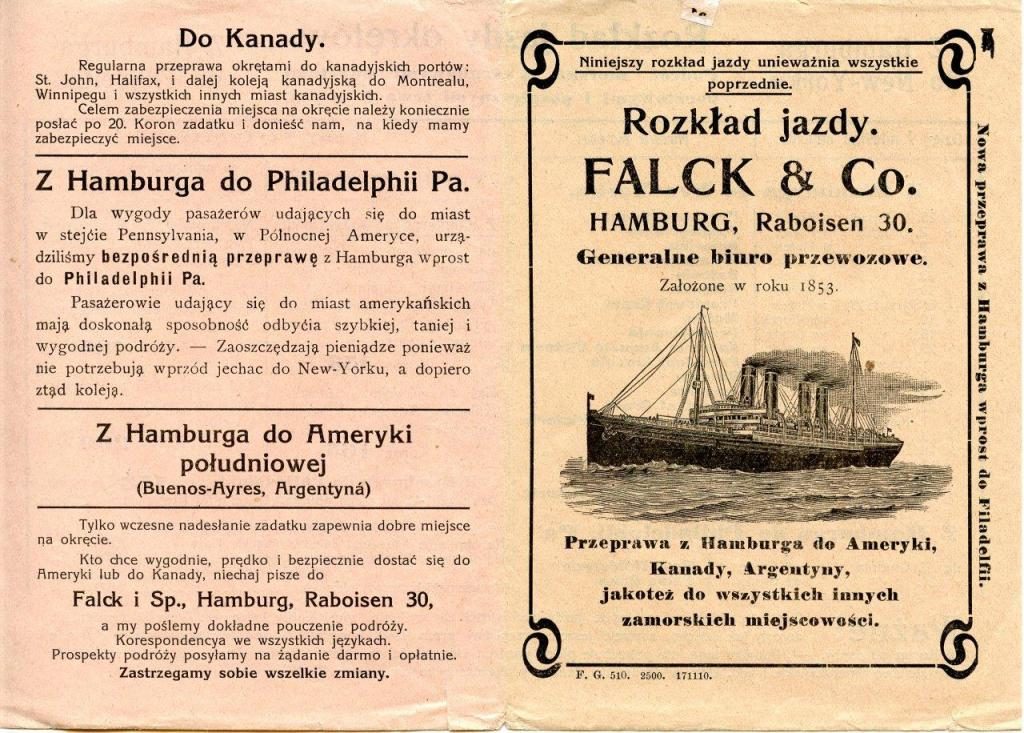 Do Kanady.
Regularna przeprawa okrętami do kanadyjskich portów:
St. John, Halifax, i dalej koleją kanadyjską do Montrealu,
Winnipegu i wszystkich innych miast kanadyjskich.
Celem zabezpieczenia miejsca na okręcie należy koniecznie
posłać po 20. Koron zadatku i donieść nam, na kiedy mamy
zabezpieczyć miejsce.
Z Hamburga do Philadelphii Pa.
Dla wygody pasażerów udających się do miast
w stejćie Pennsylvania, w Północnej Ameryce, urzą-
dziliśmy bezpośrednią przeprawę z Hamburga wprost
do Philadelphii Pa.
Pasażerowie udający się do miast amerykańskich
mają doskonałą sposobność odbyćia szybkiej, taniej i
wygodnej podróży. — Zaoszczędzają pieniądze ponieważ
nie potrzebują wprzód jechac do New-Yorku, a dopiero
ztąd koleją.
Z Hamburga do Ameryki
południowej
(Buenos-Ayres, Argentyná)
Tylko wczesne nadesłanie zadatku zapewnia dobre miejsce
na okręcie.
Kto chce wygodnie, prędko i bezpiecznie dostać się do
Ameryki lub do Kanady, niechaj pisze do
Falck i Sp., Hamburg, Raboisen 30,
a my poślemy dokładne pouczenie podróży.
Korespondencya we wszystkich językach.
Prospekty podróży posyłamy na żądanie darmo i opłatnie.
Zastrzegamy sobie wszelkie zmiany.
Niniejszy rozkład jazdy unieważnia wszystkie
poprzednie.
Rozkład jazdy.
FALCK & Co.
HAMBURG, Raboisen 30.
Generalne biuro przewozowe.
Założone w roku 1853.
Przeprawa z Hamburga do Ameryki,
Kanady, Argentyny,
jakoteż do wszystkich innych
zamorskich miejscowości.
F. G. 510. 2500. 171110.
Nowa przeprawa z Hamburga wprost do Filadelfii.